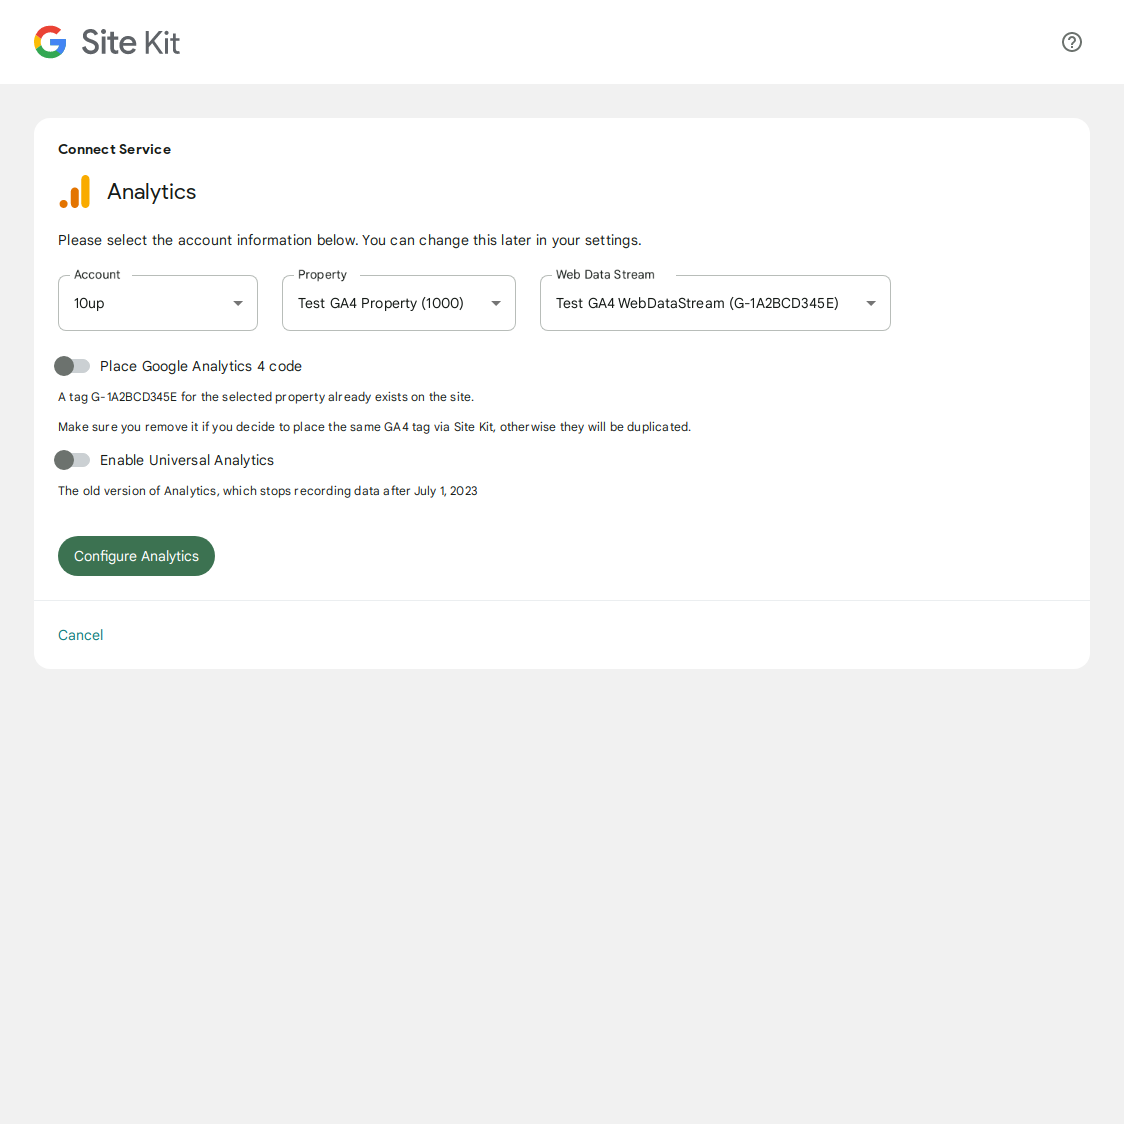 Site Kit
Connect Service
Analytics
Please select the account information below. You can change this later in your settings.
Account
10up
Property
Test GA4 Property (1000)
Web Data Stream
Test GA4 WebDataStream (G-1A2BCD345E)
Place Google Analytics 4 code
A tag G-1A2BCD345E for the selected property already exists on the site.
Make sure you remove it if you decide to place the same GA4 tag via Site Kit, otherwise they will be duplicated.
Enable Universal Analytics
The old version of Analytics, which stops recording data after July 1, 2023
Configure Analytics
Cancel